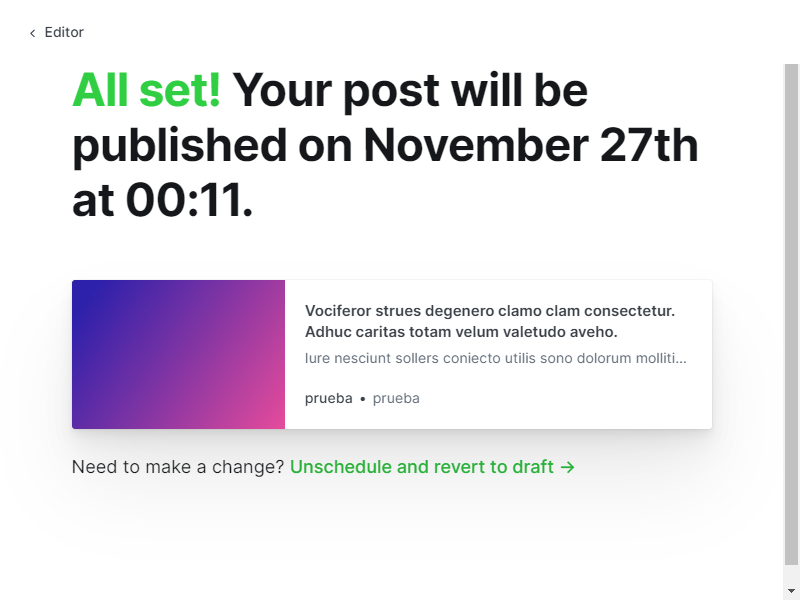 Editor
All set! Your post will be
published on November 27th
at 00:11.
Vociferor strues degenero clamo clam consectetur.
Adhuc caritas totam velum valetudo aveho.
Iure nesciunt sollers coniecto utilis sono dolorum molliti...
prueba • prueba
Need to make a change? Unschedule and revert to draft →